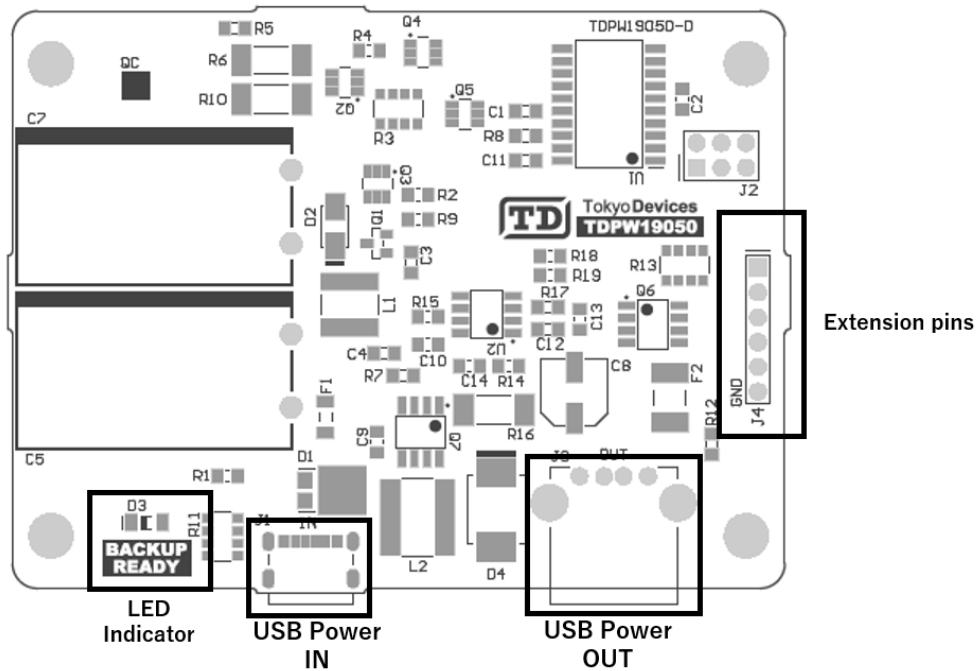 TDPW1905D-D
Q4
R5
R4
R6
QC
Q2
Q5
R10
C1
C2
R3
R8
C7
C11
U1
J2
Q3
R2
D2
R9
TD
Tokyo Devices
TDPW19050
C3
R18
R13
R19
L1
R15
R17
Q6
C13
U2
C12
C10
C4
R7
C14
R14
C8
F2
F1
GND
J4
Extension pins
R16
R12
C9
Q7
C5
D1
J3
OUT
R1
D3
R11
J1
IN
BACKUP
READY
L2
D4
LED
Indicator
USB Power
IN
USB Power
OUT